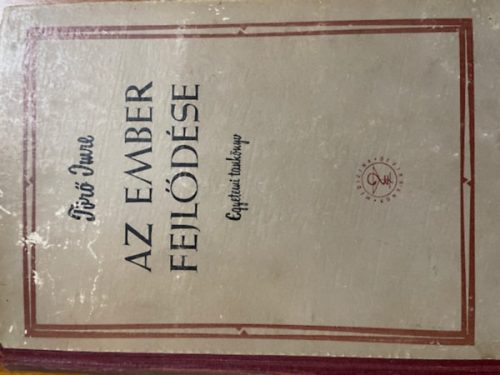 Törő Imre
AZ EMBER
FEJLŐDÉSE
Egyetemi tankönyv